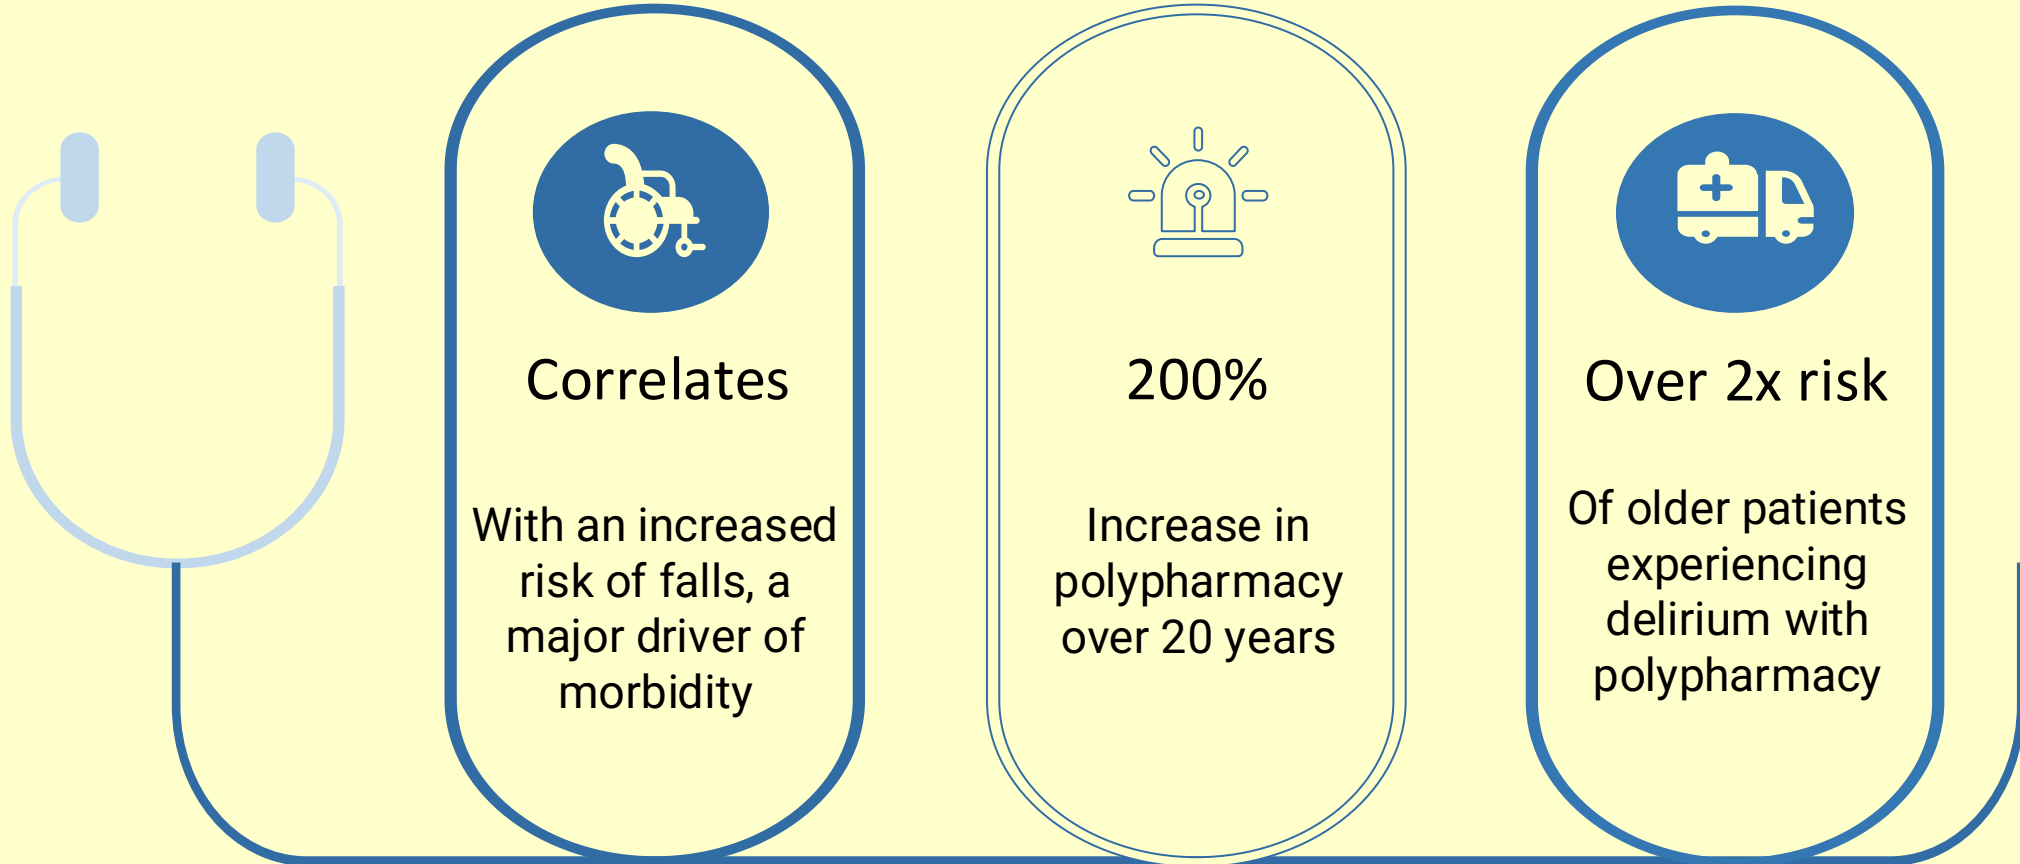 Correlates
With an increased
risk of falls, a
major driver of
morbidity
200%
Increase in
polypharmacy
over 20 years
Over 2x risk
Of older patients
experiencing
delirium with
polypharmacy